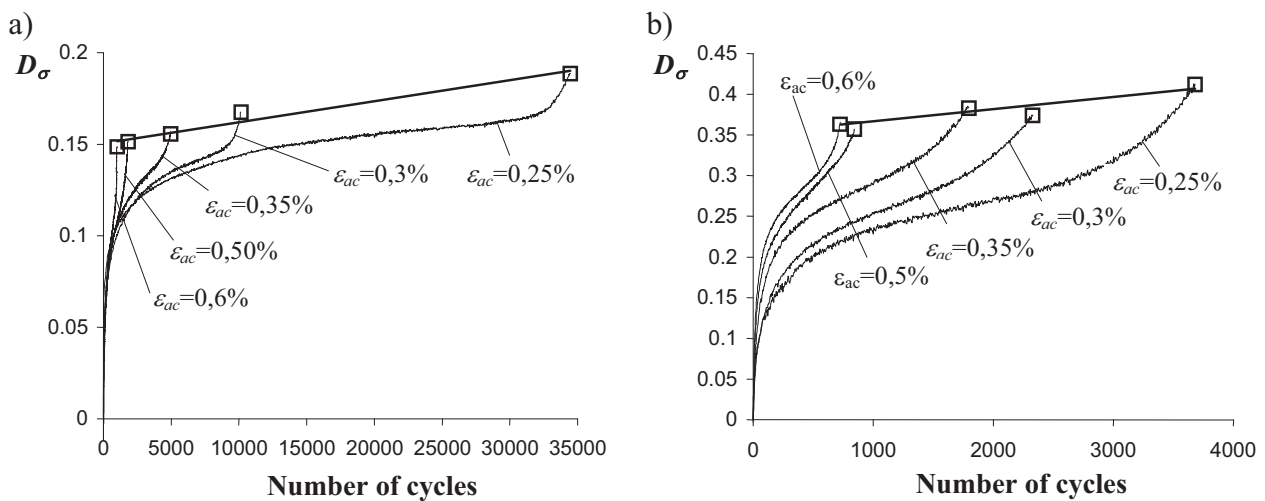 a)
D_σ
0.2
0.15
0.1
0.05
0
ε_ac=0,3%
ε_ac=0,25%
ε_ac=0,35%
ε_ac=0,50%
ε_ac=0,6%
0 5000 10000 15000 20000 25000 30000 35000
Number of cycles
b)
D_σ
0.45
0.4
0.35
0.3
0.25
0.2
0.15
0.1
0.05
0
ε_ac=0,6%
ε_ac=0,25%
ε_ac=0,3%
ε_ac=0,35%
ε_ac=0,5%
0 1000 2000 3000 4000
Number of cycles